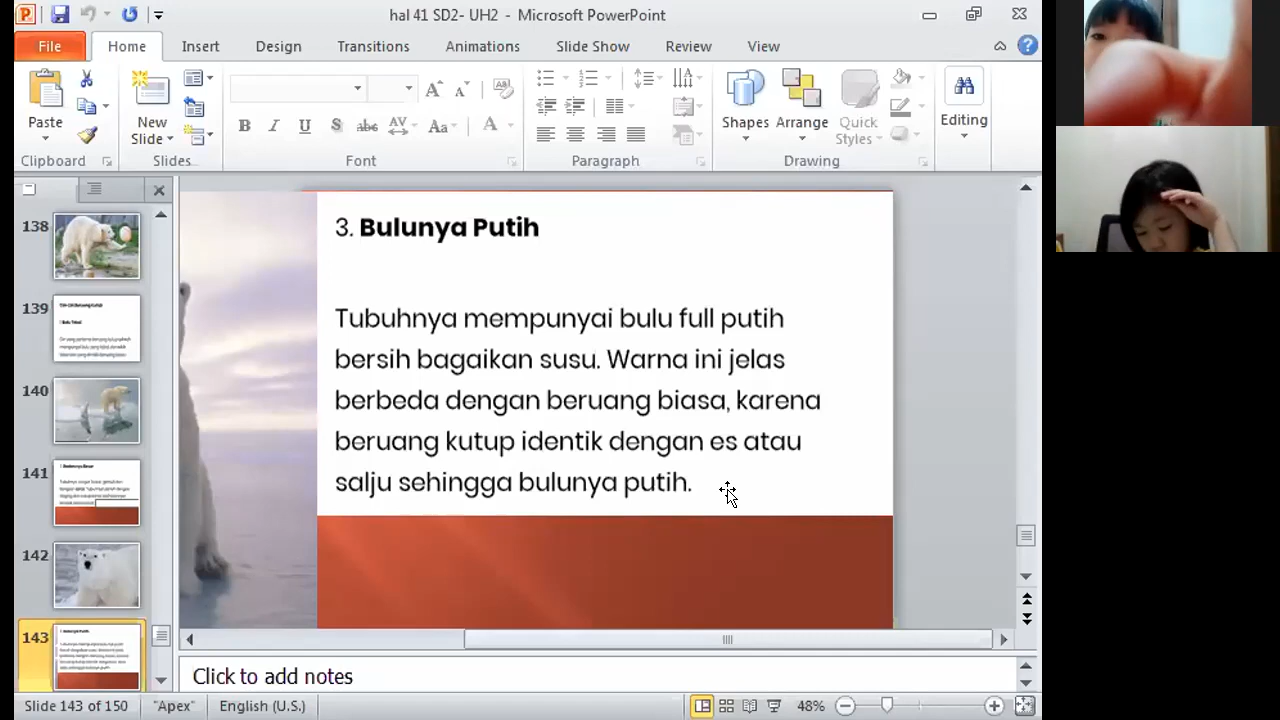 hal 41 SD2- UH2 - Microsoft PowerPoint
File
Home
Insert
Design
Transitions
Animations
Slide Show
Review
View
Paste
Clipboard
New
Slide
Slides
B I U S abc AV Aa A
Font
Paragraph
Shapes
Arrange
Quick
Styles
Drawing
Editing
138
139
140
141
142
143
3. Bulunya Putih
Tubuhnya mempunyai bulu full putih
bersih bagaikan susu. Warna ini jelas
berbeda dengan beruang biasa, karena
beruang kutup identik dengan es atau
salju sehingga bulunya putih.
Click to add notes
Slide 143 of 150
"Apex"
English (U.S.)
48%